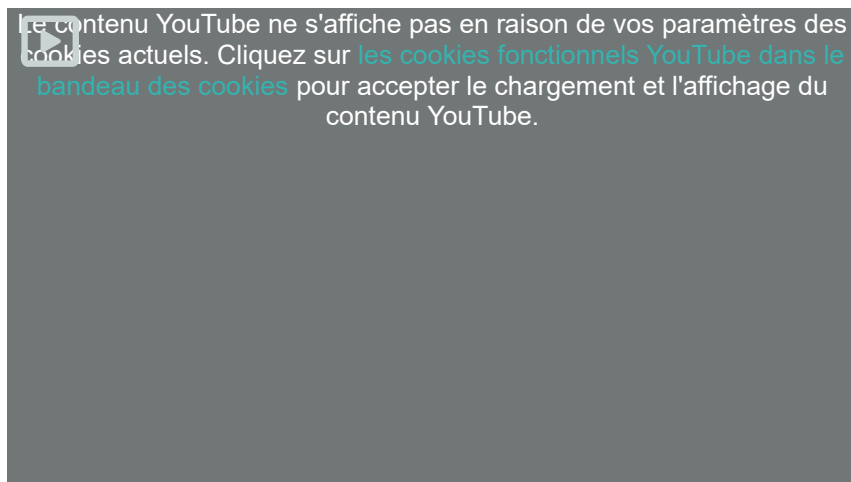 Le contenu YouTube ne s'affiche pas en raison de vos paramètres des
cookies actuels. Cliquez sur les cookies fonctionnels YouTube dans le
bandeau des cookies pour accepter le chargement et l'affichage du
contenu YouTube.